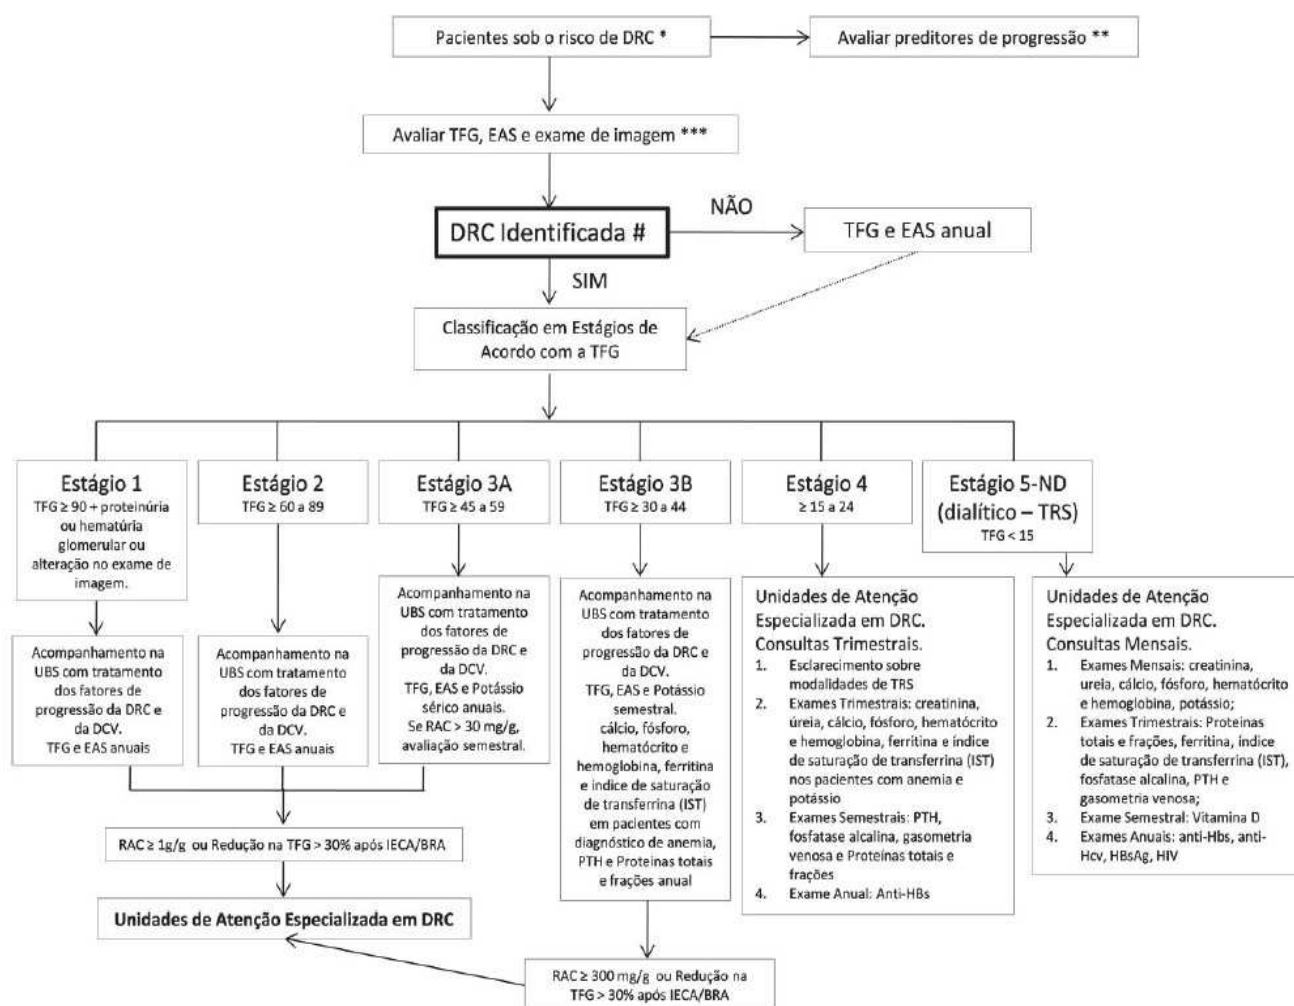 Pacientes sob o risco de DRC *
Avaliar preditores de progressão **
Avaliar TFG, EAS e exame de imagem ***
DRC Identificada #
NÃO
TFG e EAS anual
SIM
Classificação em Estágios de
Acordo com a TFG
Estágio 1
TFG ≥ 90 + proteinúria
ou hematúria
glomerular ou
alteração no exame de
imagem.
Estágio 2
TFG ≥ 60 a 89
Estágio 3A
TFG ≥ 45 a 59
Estágio 3B
TFG ≥ 30 a 44
Estágio 4
≥ 15 a 24
Estágio 5-ND
(dialítico – TRS)
TFG < 15
Acompanhamento na
UBS com tratamento
dos fatores de
progressão da DRC e
da DCV.
TFG e EAS anuais
Acompanhamento na
UBS com tratamento
dos fatores de
progressão da DRC e
da DCV.
TFG e EAS anuais
Acompanhamento na
UBS com tratamento
dos fatores de
progressão da DRC e
da DCV.
TFG, EAS e Potássio
sérico anuais.
Se RAC > 30 mg/g,
avaliação semestral.
Acompanhamento na
UBS com tratamento
dos fatores de
progressão da DRC e
da DCV.
TFG, EAS e Potássio
semestral.
cálcio, fósforo,
hematócrito e
hemoglobina, ferritina
e indice de saturação
de transferrina (IST)
em pacientes com
diagnóstico de anemia,
PTH e Proteinas totais
e frações anual
Unidades de Atenção
Especializada em DRC.
Consultas Trimestrais.
1. Esclarecimento sobre
modalidades de TRS
2. Exames Trimestrais: creatinina,
úreia, cálcio, fósforo, hematócrito
e hemoglobina, ferritina e índice
de saturação de transferrina (IST)
nos pacientes com anemia e
potássio
3. Exames Semestrais: PTH,
fosfatase alcalina, gasometria
venosa e Proteínas totais e
frações
4. Exame Anual: Anti-HBs
Unidades de Atenção
Especializada em DRC.
Consultas Mensais.
1. Exames Mensais: creatinina,
ureia, cálcio, fósforo, hematócrito
e hemoglobina, potássio;
2. Exames Trimestrais: Proteinas
totais e frações, ferritina, índice
de saturação de transferrina (IST),
fosfatase alcalina, PTH e
gasometria venosa;
3. Exame Semestral: Vitamina D
4. Exames Anuais: anti-Hbs, anti-
Hcv, HBsAg, HIV
RAC ≥ 1g/g ou Redução na TFG > 30% após IECA/BRA
Unidades de Atenção Especializada em DRC
RAC ≥ 300 mg/g ou Redução na
TFG > 30% após IECA/BRA